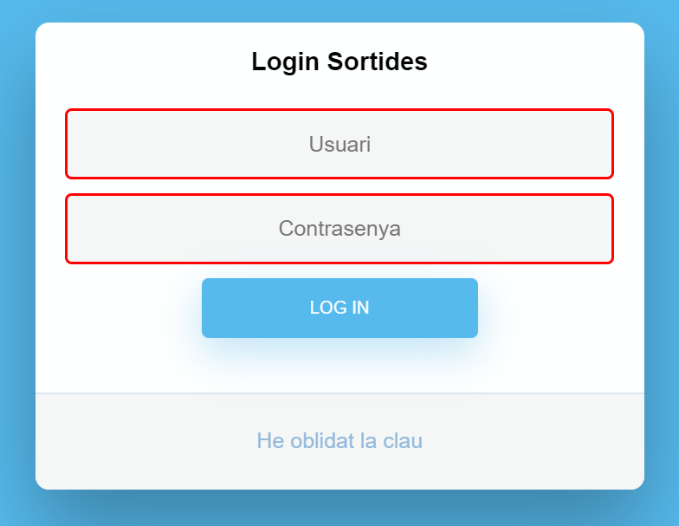 Login Sortides
Usuari
Contrasenya
LOG IN
He oblidat la clau